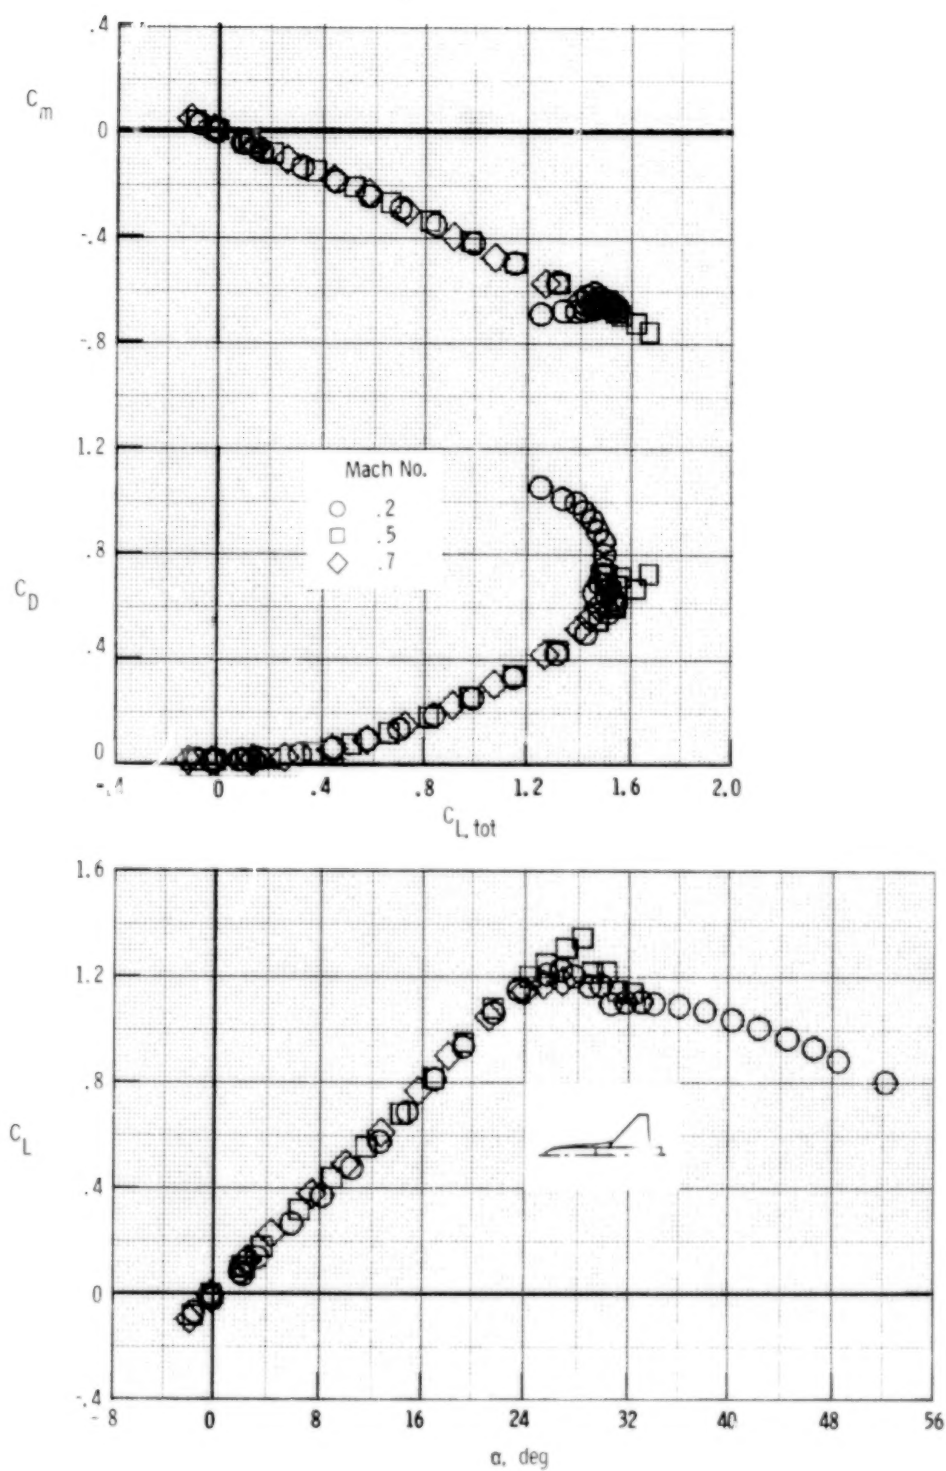 .4
C_m
0
-.4
-.8
1.2
Mach No.
.2
.5
.7
.8
C_D
.4
0
-.4 0 .4 .8 1.2 1.6 2.0
C_L, tot
1.6
1.2
.8
C_L
.4
0
-.4
-8 0 8 16 24 32 40 48 56
α, deg